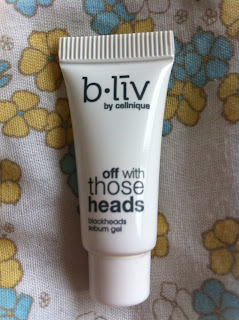 b·līv
by cellnique
off with
those
heads
blackheads
sebum gel